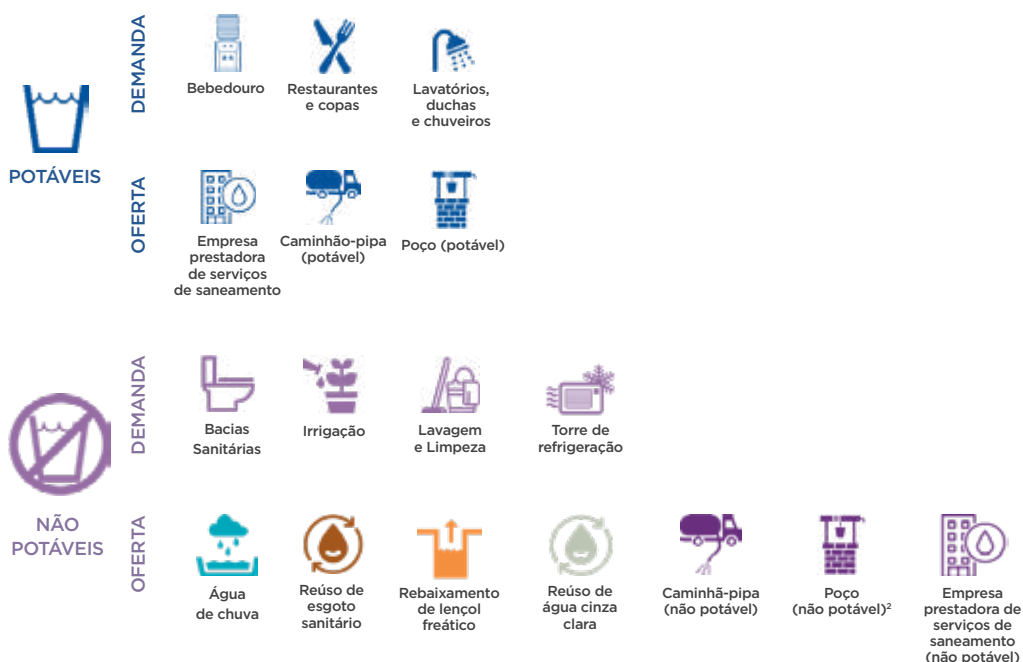 DEMANDA
Bebedouro
Restaurantes
e copas
Lavatórios,
duchas
e chuveiros
POTÁVEIS
OFERTA
Empresa
prestadora
de serviços
de saneamento
Caminhão-pipa
(potável)
Poço (potável)
DEMANDA
Bacias
Sanitárias
Irrigação
Lavagem
e Limpeza
Torre de
refrigeração
NÃO
POTÁVEIS
OFERTA
Água
de chuva
Reúso de
esgoto
sanitário
Rebaixamento
de lençol
freático
Reúso de
água cinza
clara
Caminhã-pipa
(não potável)
Poço
(não potável)²
Empresa
prestadora de
serviços de
saneamento
(não potável)